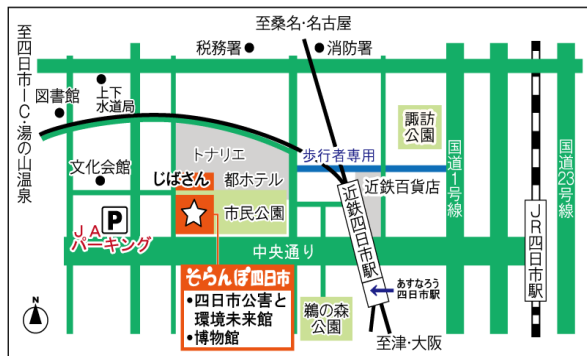 至桑名・名古屋
至四日市IC・湯の山温泉
税務署
消防署
上下
水道局
図書館
諏訪
公園
トナリエ
歩行者専用
国道1号線
国道23号線
文化会館
じばさん
都ホテル
近鉄百貨店
P
市民公園
近鉄四日市駅
JR四日市駅
JA
パーキング
中央通り
そらんぽ四日市
•四日市公害と
環境未来館
•博物館
鵜の森
公園
あすなろう
四日市駅
N
至津・大阪